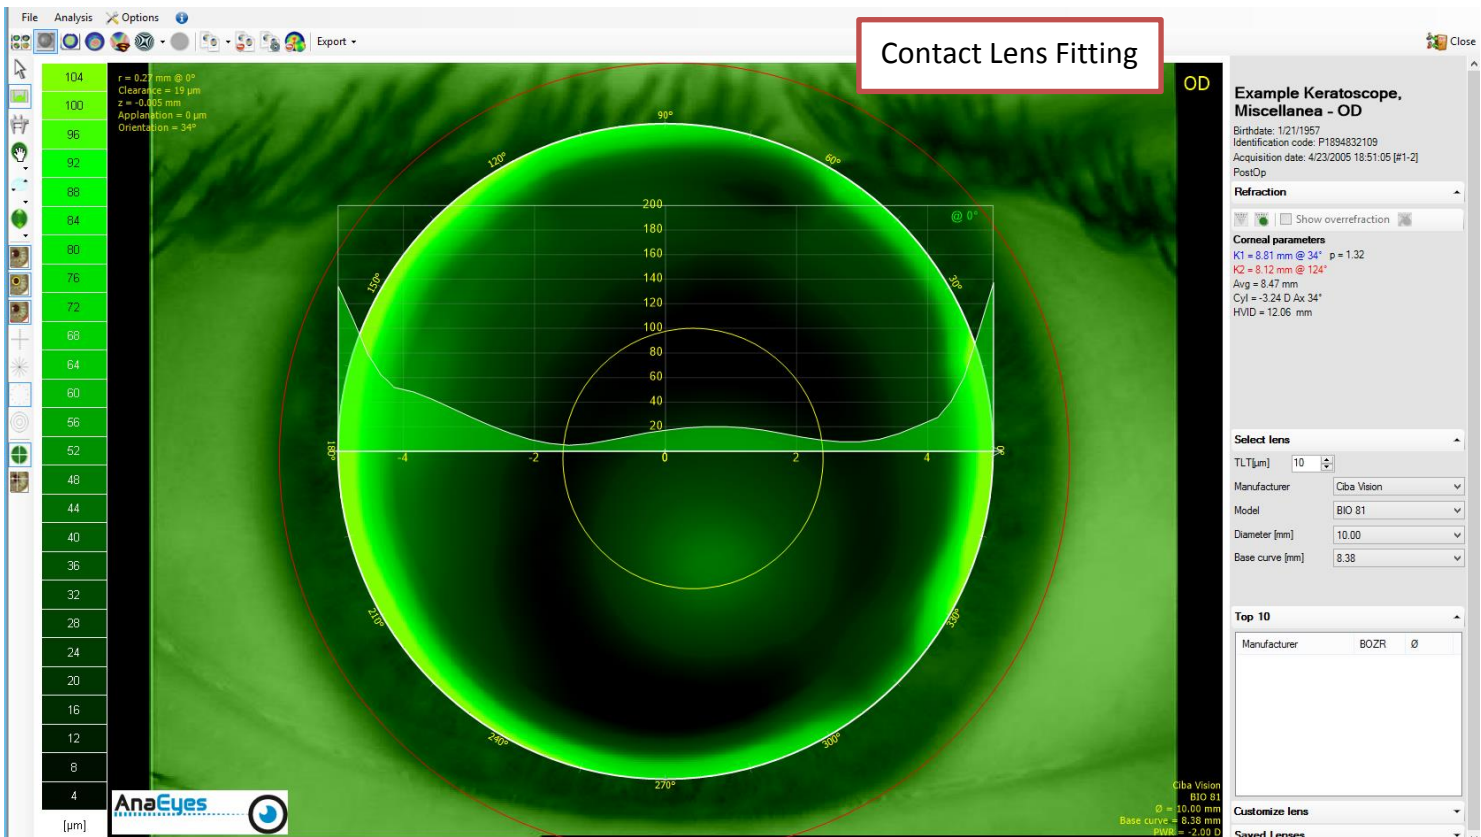 File Analysis Options
Contact Lens Fitting
Export
Close
104
100
96
92
88
84
80
76
72
68
64
60
56
52
48
44
40
36
32
28
24
20
16
12
8
4
[µm]
r = 0.27 mm @ 0°
Clearance = 19 µm
z = -0.005 mm
Applanation = 0 µm
Orientation = 34°
OD
90°
120°
60°
150°
30°
180°
0°
210°
330°
240°
300°
270°
@ 0°
200
180
160
140
120
100
80
60
40
20
-4 -2 0 2 4
AnaEyes
Ciba Vision
BIO 81
Ø = 10.00 mm
Base curve = 8.38 mm
PWR = -2.00 D
Example Keratoscope,
Miscellanea - OD
Birthdate: 1/21/1957
Identification code: P1894832109
Acquisition date: 4/23/2005 18:51:05 [#1-2]
PostOp
Refraction
Show overrefraction
Corneal parameters
K1 = 8.81 mm @ 34° p = 1.32
K2 = 8.12 mm @ 124°
Avg = 8.47 mm
Cyl = -3.24 D Ax 34°
HVID = 12.06 mm
Select lens
TLT[µm] 10
Manufacturer Ciba Vision
Model BIO 81
Diameter [mm] 10.00
Base curve [mm] 8.38
Top 10
Manufacturer BOZR Ø
Customize lens
Saved Lenses